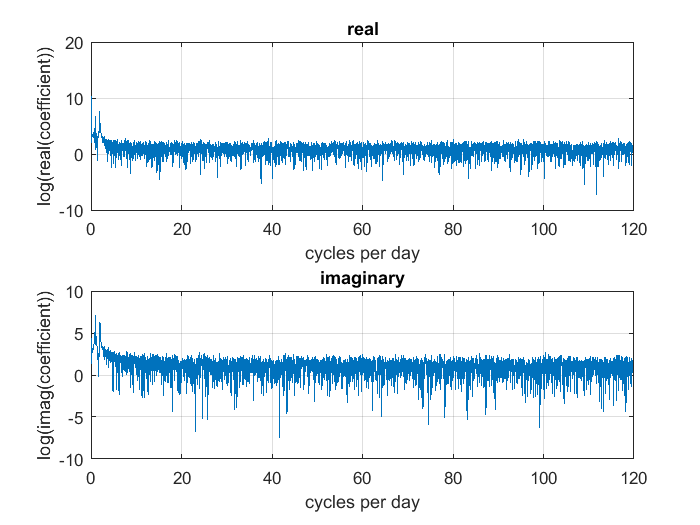 real
20
10
0
-10
log(real(coefficient))
0 20 40 60 80 100 120
cycles per day
imaginary
10
5
0
-5
-10
log(imag(coefficient))
0 20 40 60 80 100 120
cycles per day